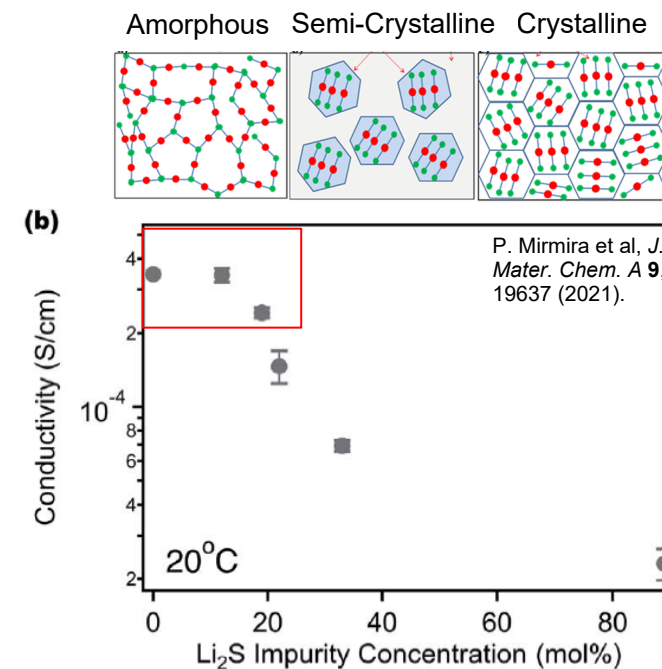 Amorphous Semi-Crystalline Crystalline
(b)
P. Mirmira et al, J.
Mater. Chem. A 9,
19637 (2021).
Conductivity (S/cm)
4
2
10-4
8
6
4
2
20°C
0 20 40 60 80
Li2S Impurity Concentration (mol%)